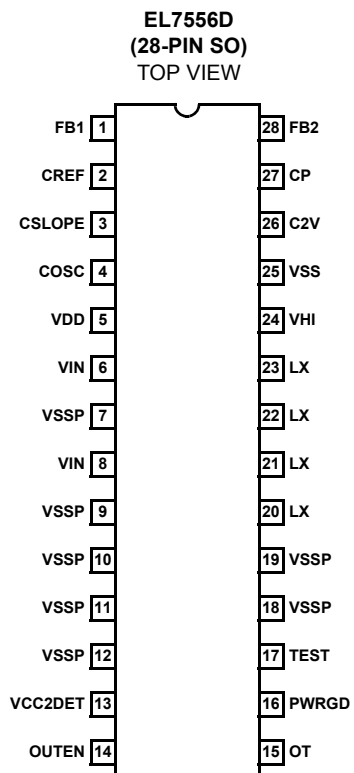 EL7556D
(28-PIN SO)
TOP VIEW
FB1 1 28 FB2
CREF 2 27 CP
CSLOPE 3 26 C2V
COSC 4 25 VSS
VDD 5 24 VHI
VIN 6 23 LX
VSSP 7 22 LX
VIN 8 21 LX
VSSP 9 20 LX
VSSP 10 19 VSSP
VSSP 11 18 VSSP
VSSP 12 17 TEST
VCC2DET 13 16 PWRGD
OUTEN 14 15 OT